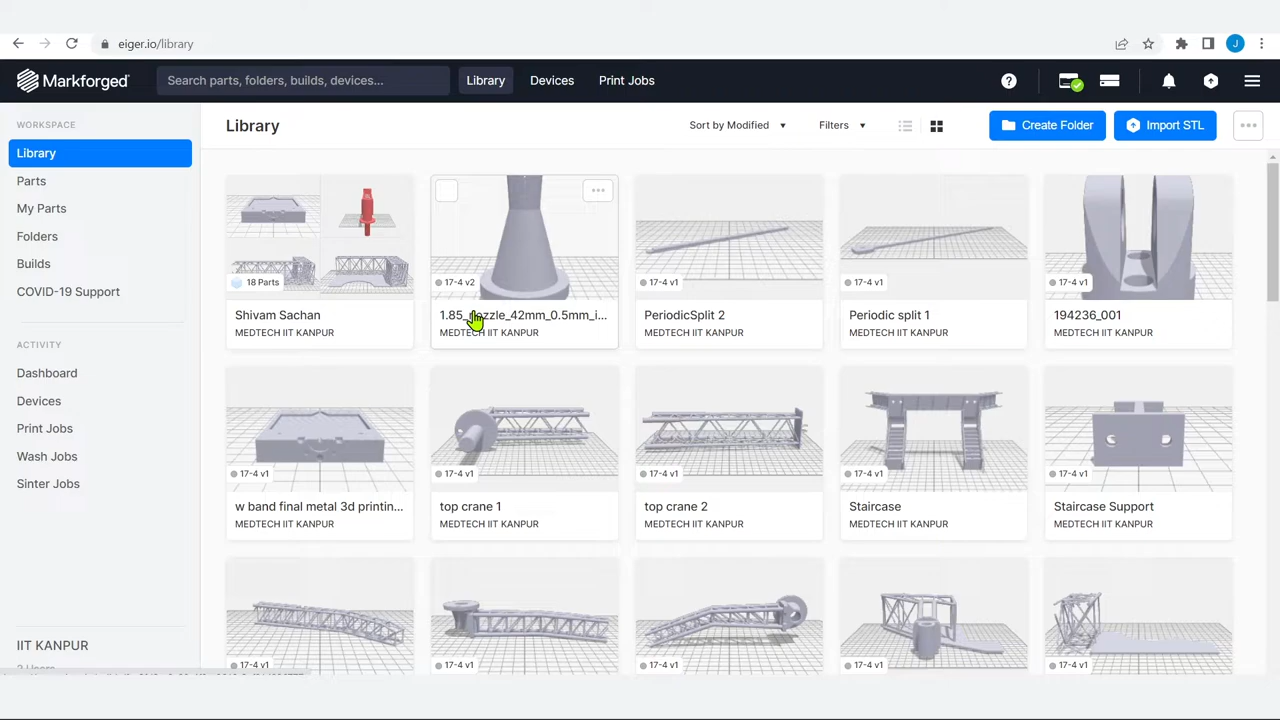 eiger.io/library
J
Markforged
Search parts, folders, builds, devices...
Library
Devices
Print Jobs
WORKSPACE
Library
Parts
My Parts
Folders
Builds
COVID-19 Support
ACTIVITY
Dashboard
Devices
Print Jobs
Wash Jobs
Sinter Jobs
IIT KANPUR
Library
Sort by Modified
Filters
Create Folder
Import STL
18 Parts
Shivam Sachan
MEDTECH IIT KANPUR
17-4 v2
MEDTECH IIT KANPUR
17-4 v1
PeriodicSplit 2
MEDTECH IIT KANPUR
17-4 v1
Periodic split 1
MEDTECH IIT KANPUR
17-4 v1
194236_001
MEDTECH IIT KANPUR
17-4 v1
w band final metal 3d printin...
MEDTECH IIT KANPUR
17-4 v1
top crane 1
MEDTECH IIT KANPUR
17-4 v1
top crane 2
MEDTECH IIT KANPUR
17-4 v1
Staircase
MEDTECH IIT KANPUR
17-4 v1
Staircase Support
MEDTECH IIT KANPUR
17-4 v1
17-4 v1
17-4 v1
17-4 v1
17-4 v1